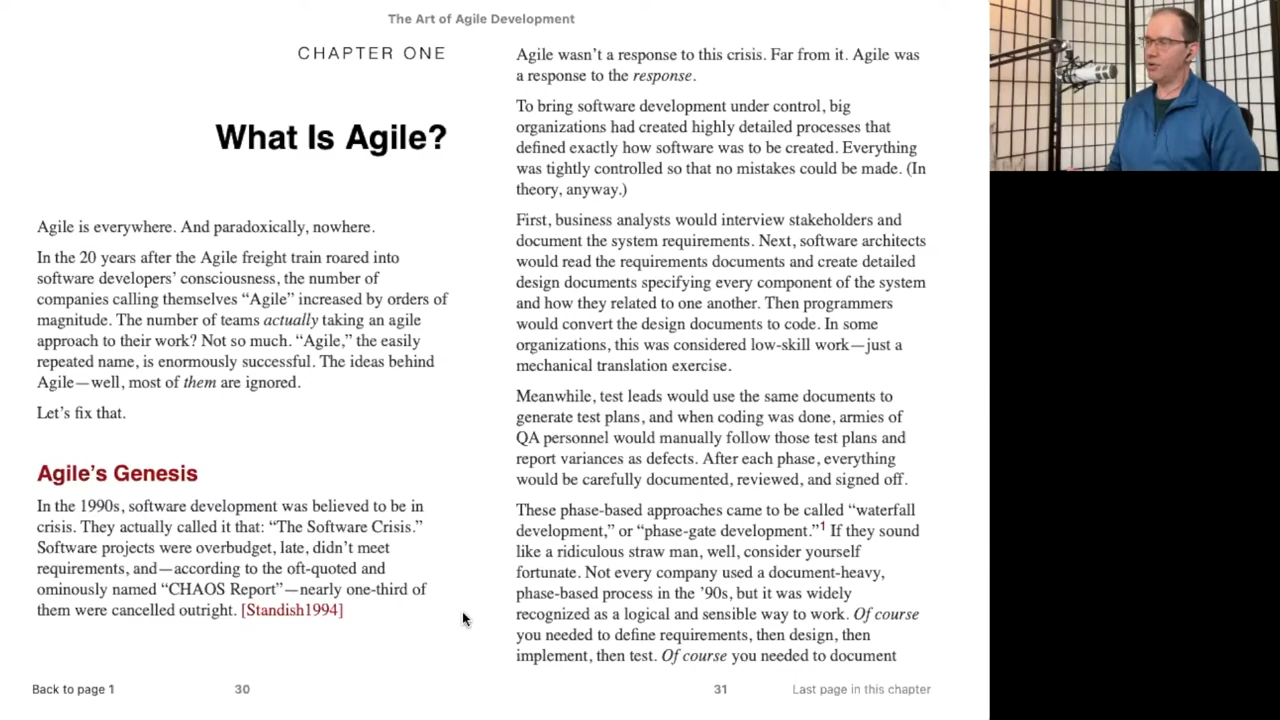 The Art of Agile Development
CHAPTER ONE
What Is Agile?
Agile is everywhere. And paradoxically, nowhere.
In the 20 years after the Agile freight train roared into
software developers’ consciousness, the number of
companies calling themselves “Agile” increased by orders of
magnitude. The number of teams actually taking an agile
approach to their work? Not so much. “Agile,” the easily
repeated name, is enormously successful. The ideas behind
Agile—well, most of them are ignored.
Let’s fix that.
Agile’s Genesis
In the 1990s, software development was believed to be in
crisis. They actually called it that: “The Software Crisis.”
Software projects were overbudget, late, didn’t meet
requirements, and—according to the oft-quoted and
ominously named “CHAOS Report”—nearly one-third of
them were cancelled outright. [Standish1994]
Agile wasn’t a response to this crisis. Far from it. Agile was
a response to the response.
To bring software development under control, big
organizations had created highly detailed processes that
defined exactly how software was to be created. Everything
was tightly controlled so that no mistakes could be made. (In
theory, anyway.)
First, business analysts would interview stakeholders and
document the system requirements. Next, software architects
would read the requirements documents and create detailed
design documents specifying every component of the system
and how they related to one another. Then programmers
would convert the design documents to code. In some
organizations, this was considered low-skill work—just a
mechanical translation exercise.
Meanwhile, test leads would use the same documents to
generate test plans, and when coding was done, armies of
QA personnel would manually follow those test plans and
report variances as defects. After each phase, everything
would be carefully documented, reviewed, and signed off.
These phase-based approaches came to be called “waterfall
development,” or “phase-gate development.”1 If they sound
like a ridiculous straw man, well, consider yourself
fortunate. Not every company used a document-heavy,
phase-based process in the ’90s, but it was widely
recognized as a logical and sensible way to work. Of course
you needed to define requirements, then design, then
implement, then test. Of course you needed to document
Back to page 1
30
31
Last page in this chapter